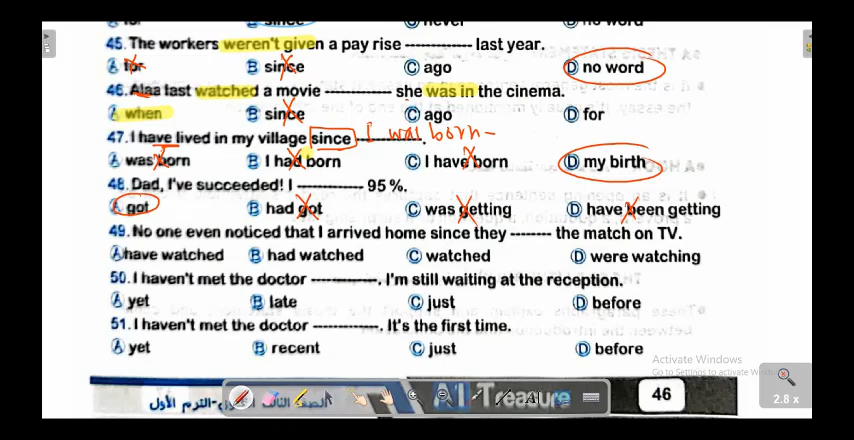 for B since C never D no word
45. The workers weren't given a pay rise ------------ last year.
A for B since C ago D no word
46. Alaa last watched a movie ------------ she was in the cinema.
A when B since C ago D for
I was born-
47. I have lived in my village since ------------.
A was born B I had born C I have born D my birth
48. Dad, I've succeeded! I ------------ 95 %.
A got B had got C was getting D have been getting
49. No one even noticed that I arrived home since they -------- the match on TV.
A have watched B had watched C watched D were watching
50. I haven't met the doctor ------------. I'm still waiting at the reception.
A yet B late C just D before
51. I haven't met the doctor ------------. It's the first time.
A yet B recent C just D before
Activate Windows
Go to Settings to activate Windows.
Treasure
46
2.8 x